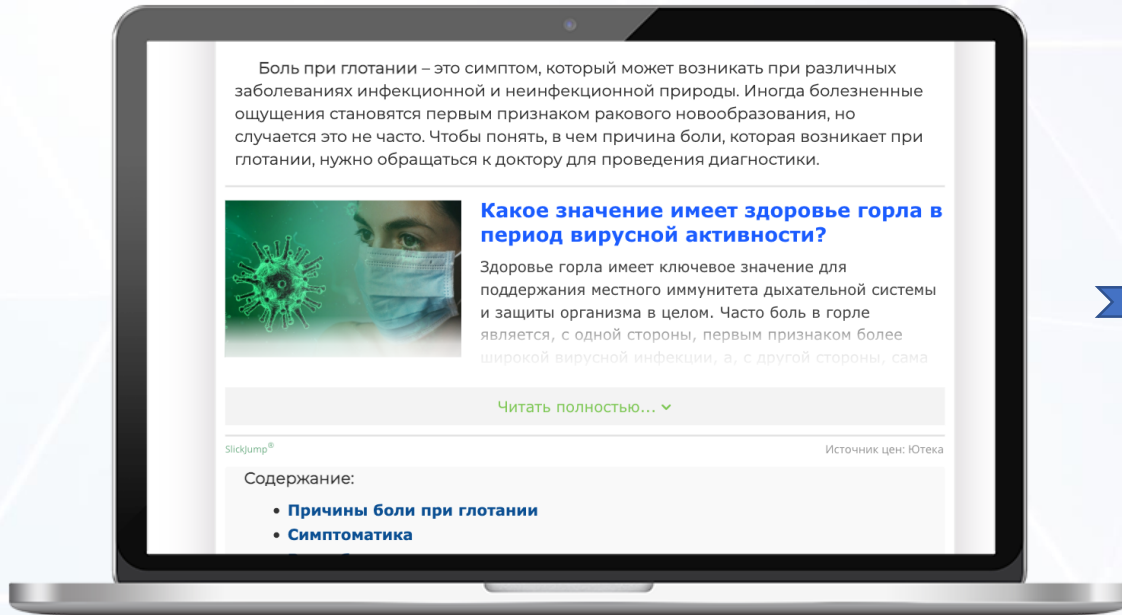 Боль при глотании – это симптом, который может возникать при различных
заболеваниях инфекционной и неинфекционной природы. Иногда болезненные
ощущения становятся первым признаком ракового новообразования, но
случается это не часто. Чтобы понять, в чем причина боли, которая возникает при
глотании, нужно обращаться к доктору для проведения диагностики.
Какое значение имеет здоровье горла в
период вирусной активности?
Здоровье горла имеет ключевое значение для
поддержания местного иммунитета дыхательной системы
и защиты организма в целом. Часто боль в горле
является, с одной стороны, первым признаком более
широкой вирусной инфекции, а, с другой стороны, сама
Читать полностью...
SlickJump®
Источник цен: Ютека
Содержание:
• Причины боли при глотании
• Симптоматика